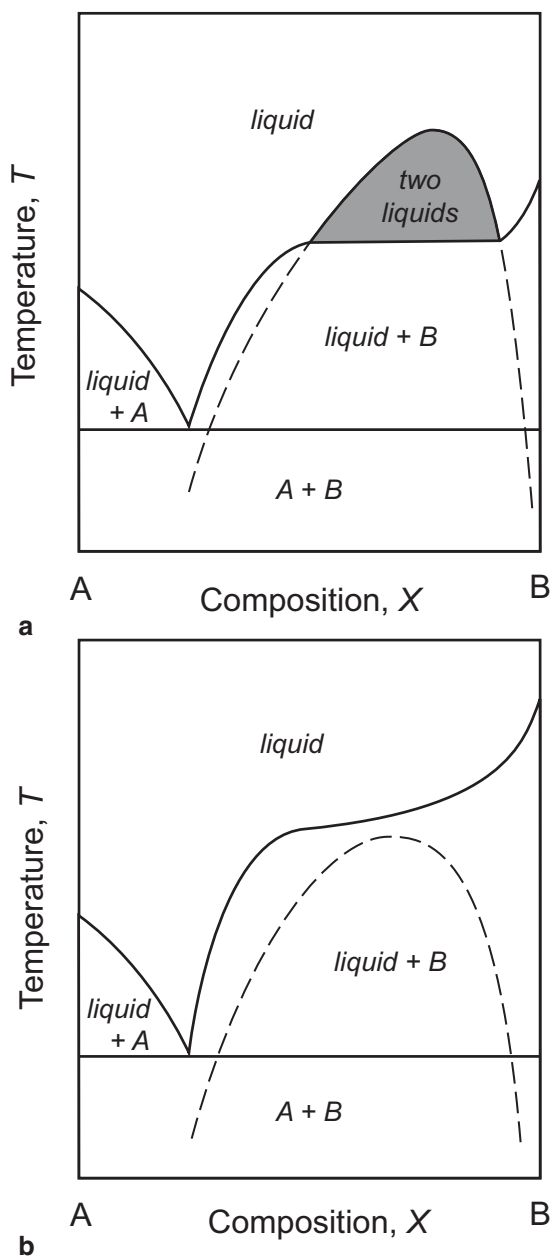 Temperature, T
liquid
two
liquids
liquid + B
liquid
+ A
A + B
A
B
Composition, X
a
Temperature, T
liquid
liquid + B
liquid
+ A
A + B
A
B
Composition, X
b